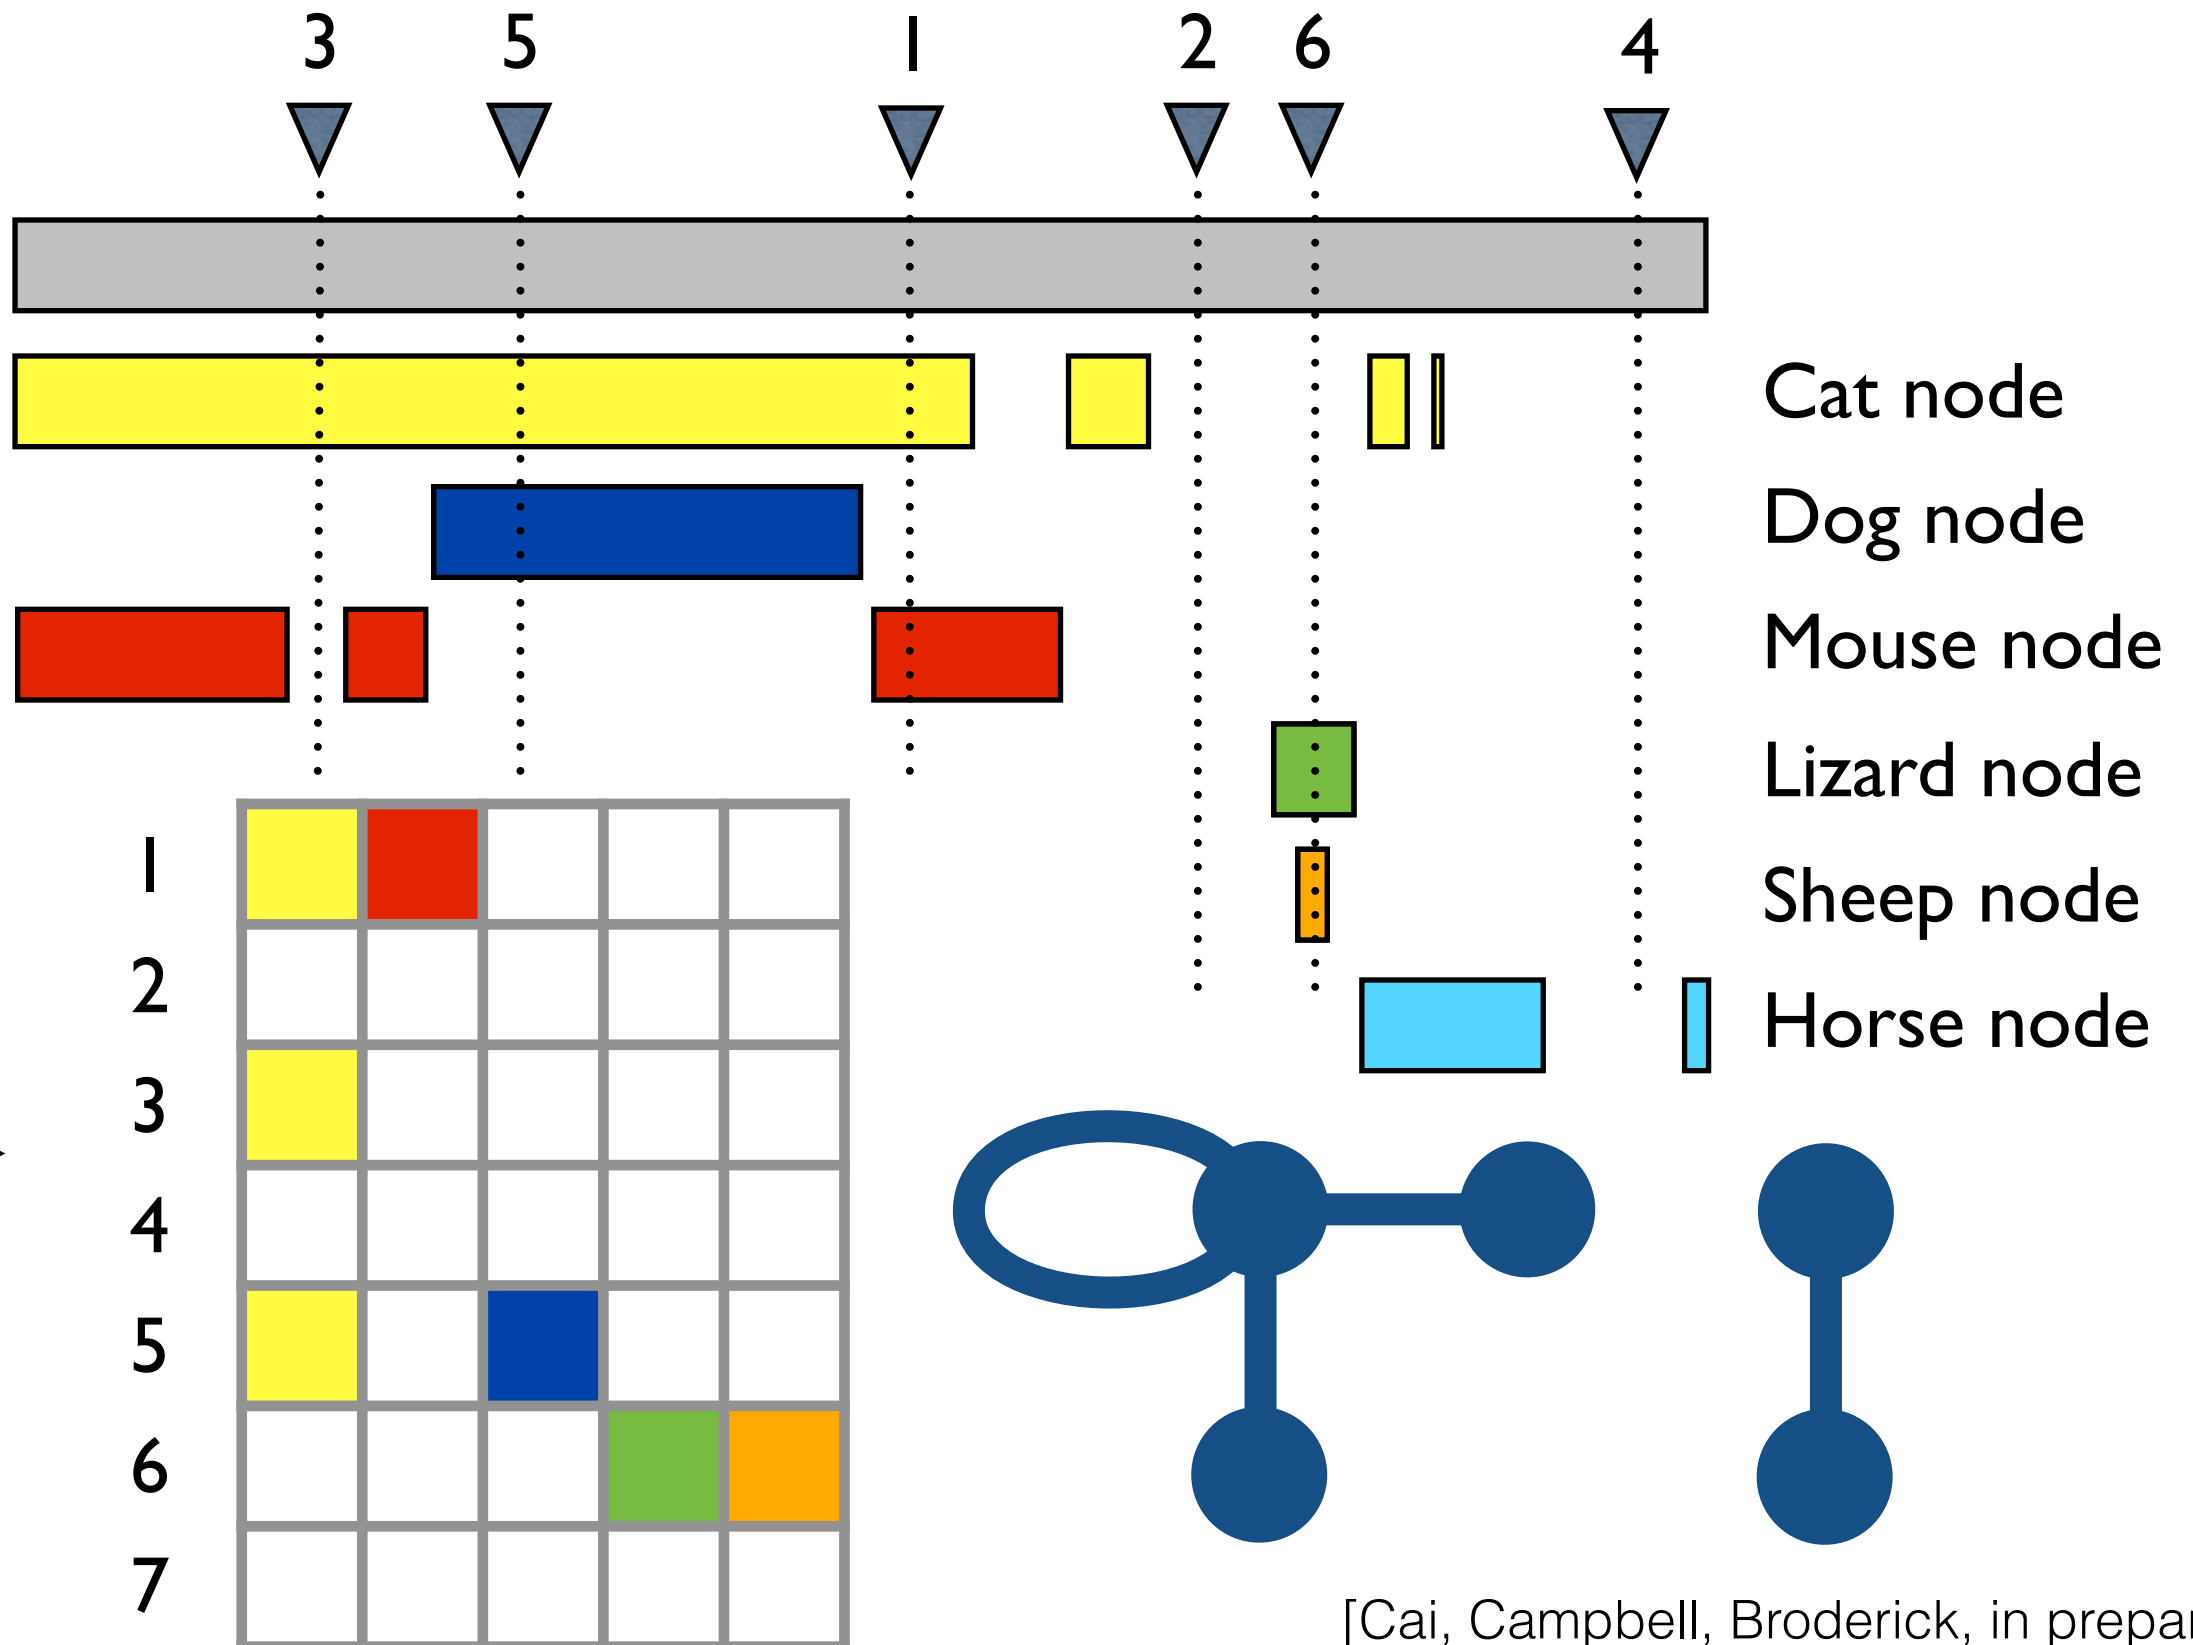 3 5 1 2 6 4
Cat node
Dog node
Mouse node
Lizard node
Sheep node
Horse node
1
2
3
4
5
6
7
[Cai, Campbell, Broderick, in prepar